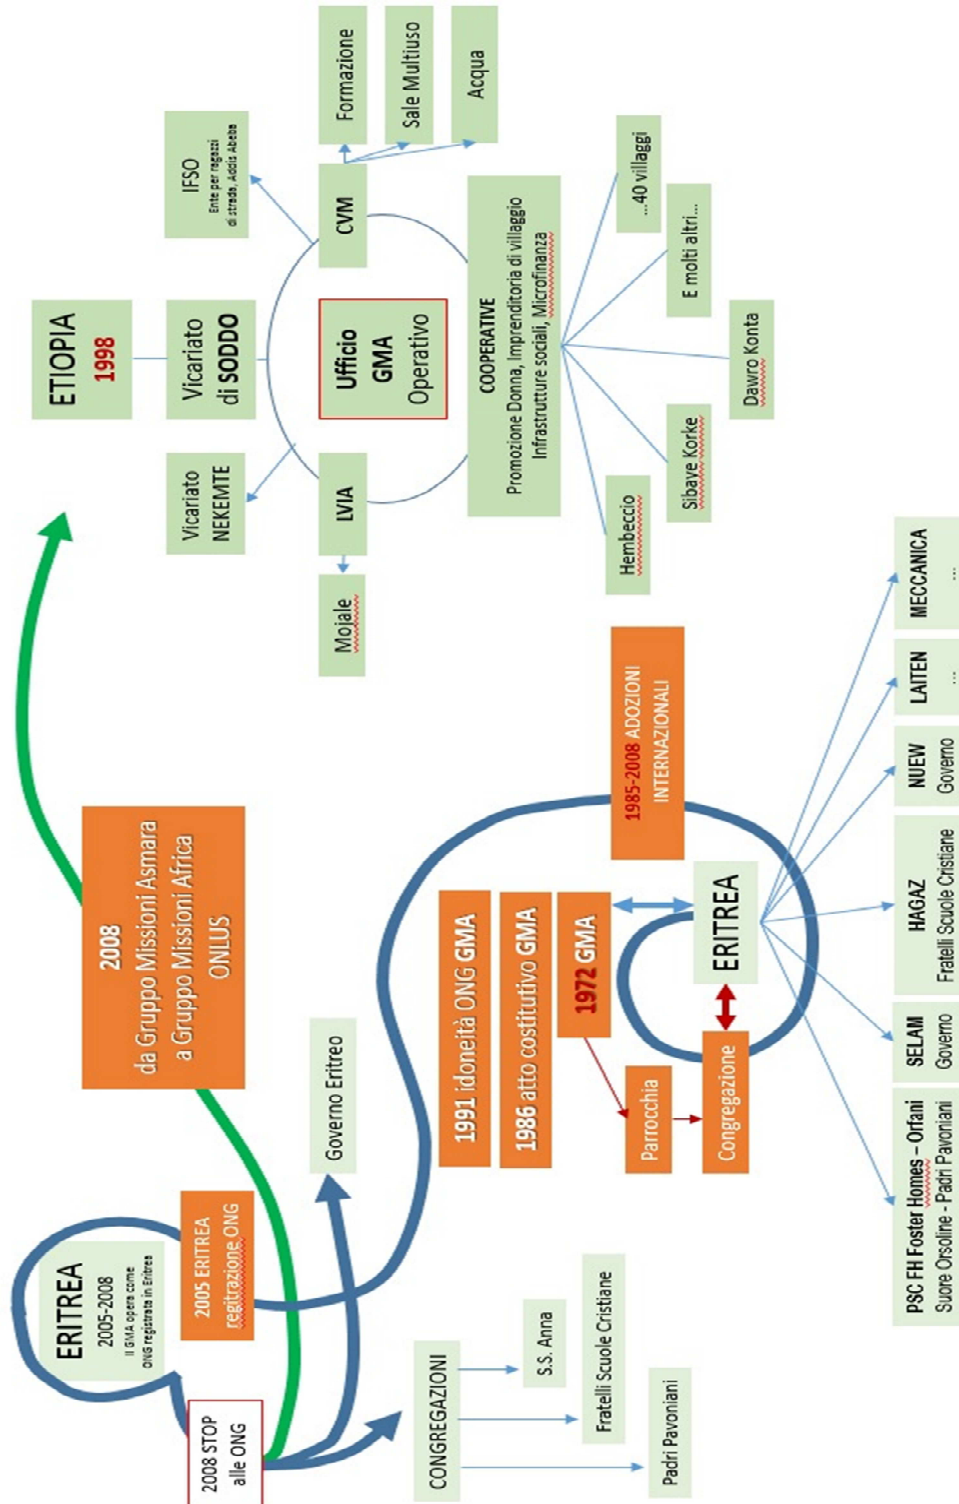 ERITREA
2005-2008
Il GMA opera come
ONG registrata in Eritrea
2005 ERITREA
regitrazione ONG
2008 STOP
alle ONG
2008
da Gruppo Missioni Asmara
a Gruppo Missioni Africa
ONLUS
Governo Eritreo
CONGREGAZIONI
S.S. Anna
Fratelli Scuole Cristiane
Padri Pavoniani
1991 idoneità ONG GMA
1986 atto costitutivo GMA
1972 GMA
Parrocchia
Congregazione
ERITREA
1985-2008 ADOZIONI
INTERNAZIONALI
PSC FH Foster Homes – Orfani
Suore Orsoline - Padri Pavoniani
SELAM
Governo
HAGAZ
Fratelli Scuole Cristiane
NUEW
Governo
LAITEN
...
MECCANICA
...
ETIOPIA
1998
Vicariato
di SODDO
Vicariato
NEKEMTE
IFSO
Ente per ragazzi
di strada, Addis Abeba
LVIA
Mojale
Ufficio
GMA
Operativo
CVM
Formazione
Sale Multiuso
Acqua
COOPERATIVE
Promozione Donna, Imprenditoria di villaggio
Infrastrutture sociali, Microfinanza
Hembeccio
Sibaye Korke
Dawro Konta
E molti altri...
...40 villaggi